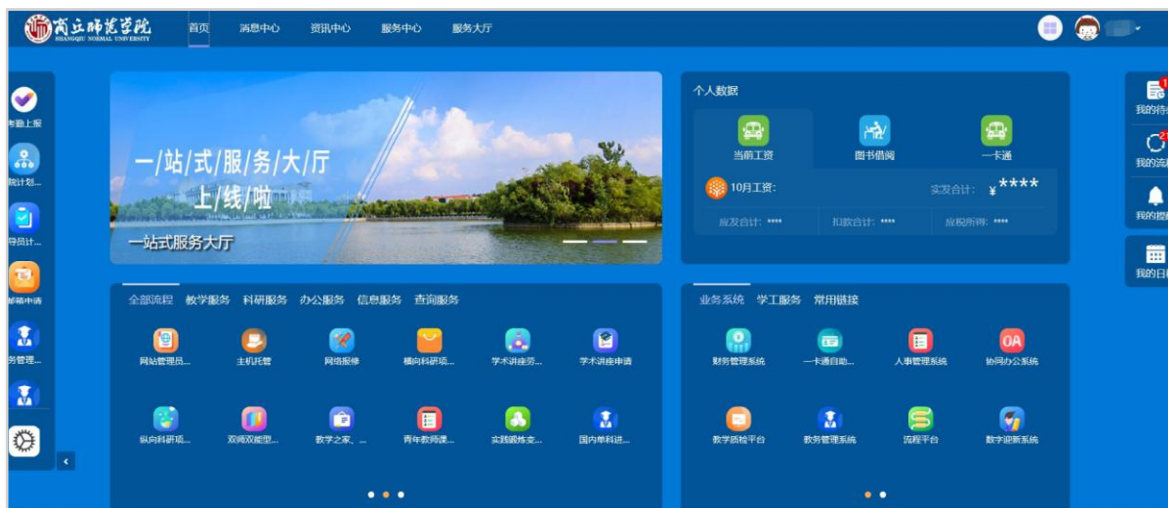 商丘师范学院
SHANGQIU NORMAL UNIVERSITY
首页 消息中心 资讯中心 服务中心 服务大厅
考勤上报
院计划...
导员计...
邮箱申请
务管理...
一/站/式/服/务/大/厅
上/线/啦
一站式服务大厅
个人数据
当前工资 图书借阅 一卡通
10月工资: 实发合计: ¥****
应发合计: **** 扣款合计: **** 应税所得: ****
1
我的待
21
我的流程
我的提醒
我的日程
全部流程 教学服务 科研服务 办公服务 信息服务 查询服务
网站管理员... 主机托管 网络报修 横向科研项... 学术讲座劳... 学术讲座申请
纵向科研项... 双师双能型... 教学之家、... 青年教师课... 实践锻炼变... 国内单科进...
业务系统 学工服务 常用链接
OA
财务管理系统 一卡通自助... 人事管理系统 协同办公系统
教学质检平台 教务管理系统 流程平台 数字迎新系统